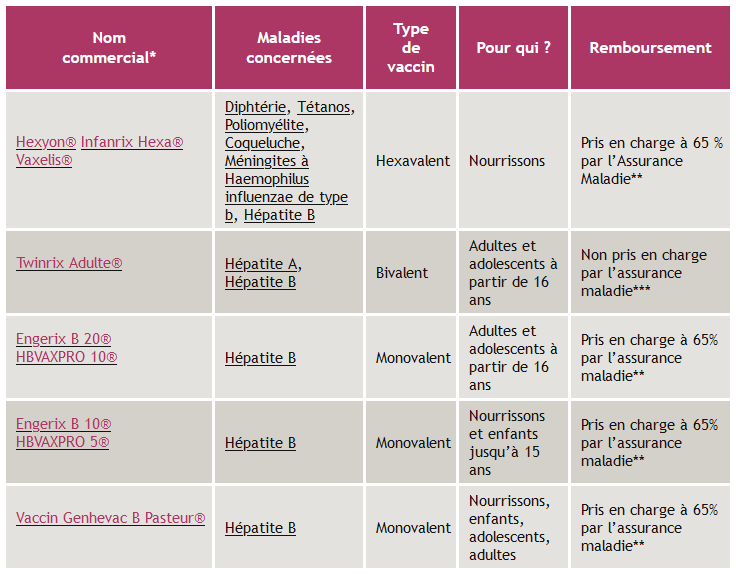 Nom
commercial*
Maladies
concernées
Type
de
vaccin
Pour qui ?
Remboursement
Hexyon® Infanrix Hexa®
Vaxelis®
Diphtérie, Tétanos,
Poliomyélite,
Coqueluche,
Méningites à
Haemophilus
influenzae de type
b, Hépatite B
Hexavalent
Nourrissons
Pris en charge à 65 %
par l’Assurance
Maladie**
Twinrix Adulte®
Hépatite A,
Hépatite B
Bivalent
Adultes et
adolescents à
partir de 16
ans
Non pris en charge
par l’assurance
maladie***
Engerix B 20®
HBVAXPRO 10®
Hépatite B
Monovalent
Adultes et
adolescents à
partir de 16
ans
Pris en charge à 65%
par l’assurance
maladie**
Engerix B 10®
HBVAXPRO 5®
Hépatite B
Monovalent
Nourrissons
et enfants
jusqu’à 15
ans
Pris en charge à 65%
par l’assurance
maladie**
Vaccin Genhevac B Pasteur®
Hépatite B
Monovalent
Nourrissons,
enfants,
adolescents,
adultes
Pris en charge à 65%
par l’assurance
maladie**